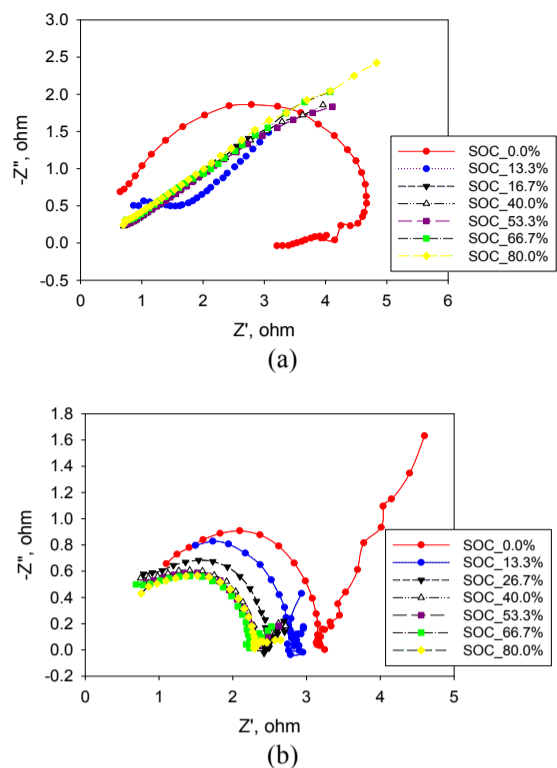 3.0
2.5
2.0
1.5
1.0
0.5
0.0
-0.5
-Z", ohm
0 1 2 3 4 5 6
Z', ohm
SOC_0.0%
SOC_13.3%
SOC_16.7%
SOC_40.0%
SOC_53.3%
SOC_66.7%
SOC_80.0%
(a)
1.8
1.6
1.4
1.2
1.0
0.8
0.6
0.4
0.2
0.0
-0.2
-Z", ohm
0 1 2 3 4 5
Z', ohm
SOC_0.0%
SOC_13.3%
SOC_26.7%
SOC_40.0%
SOC_53.3%
SOC_66.7%
SOC_80.0%
(b)